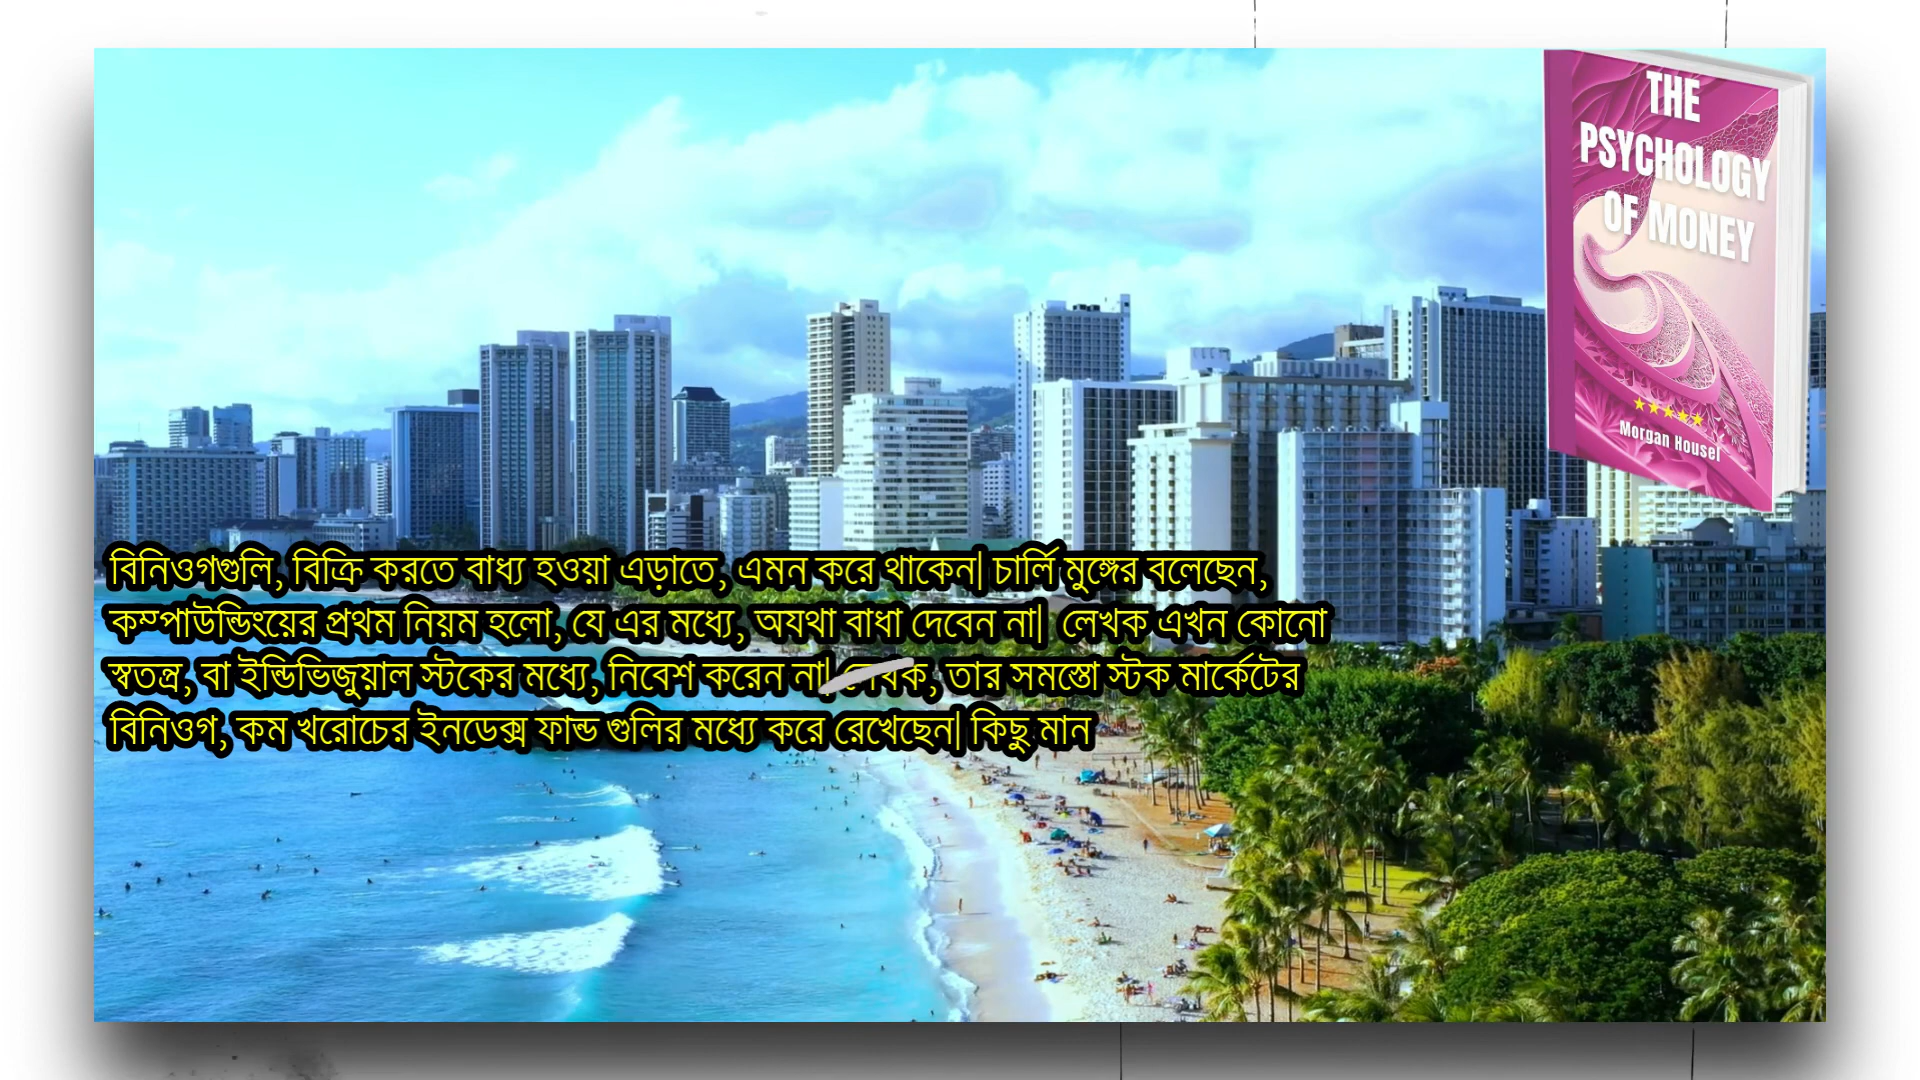 THE
PSYCHOLOGY
OF MONEY
Morgan Housel
বিনিওগগুলি, বিক্রি করতে বাধ্য হওয়া এড়াতে, এমন করে থাকেন| চার্লি মুঙ্গের বলেছেন,
কম্পাউন্ডিংয়ের প্রথম নিয়ম হলো, যে এর মধ্যে, অযথা বাধা দেবেন না| লেখক এখন কোনো
স্বতন্ত্র, বা ইন্ডিভিজুয়াল স্টকের মধ্যে, নিবেশ করেন না| তার সমস্তো স্টক মার্কেটের
বিনিওগ, কম খরোচের ইনডেক্স ফান্ড গুলির মধ্যে করে রেখেছেন| কিছু মান